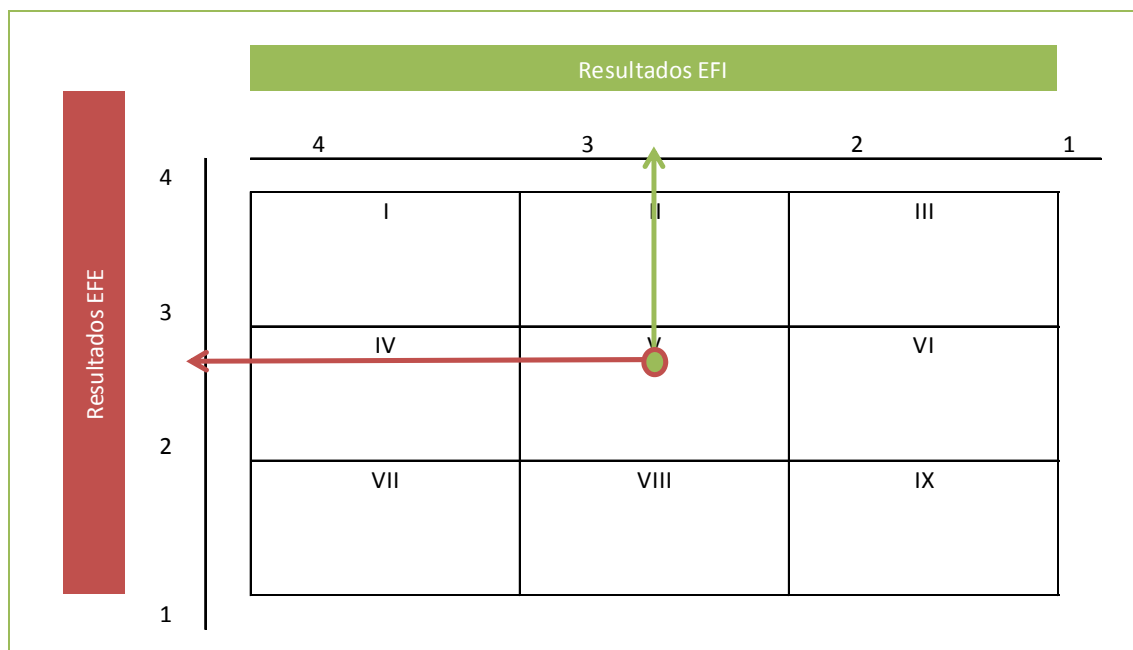 Resultados EFI
4 3 2 1
4
I II III
Resultados EFE
3
IV V VI
2
VII VIII IX
1